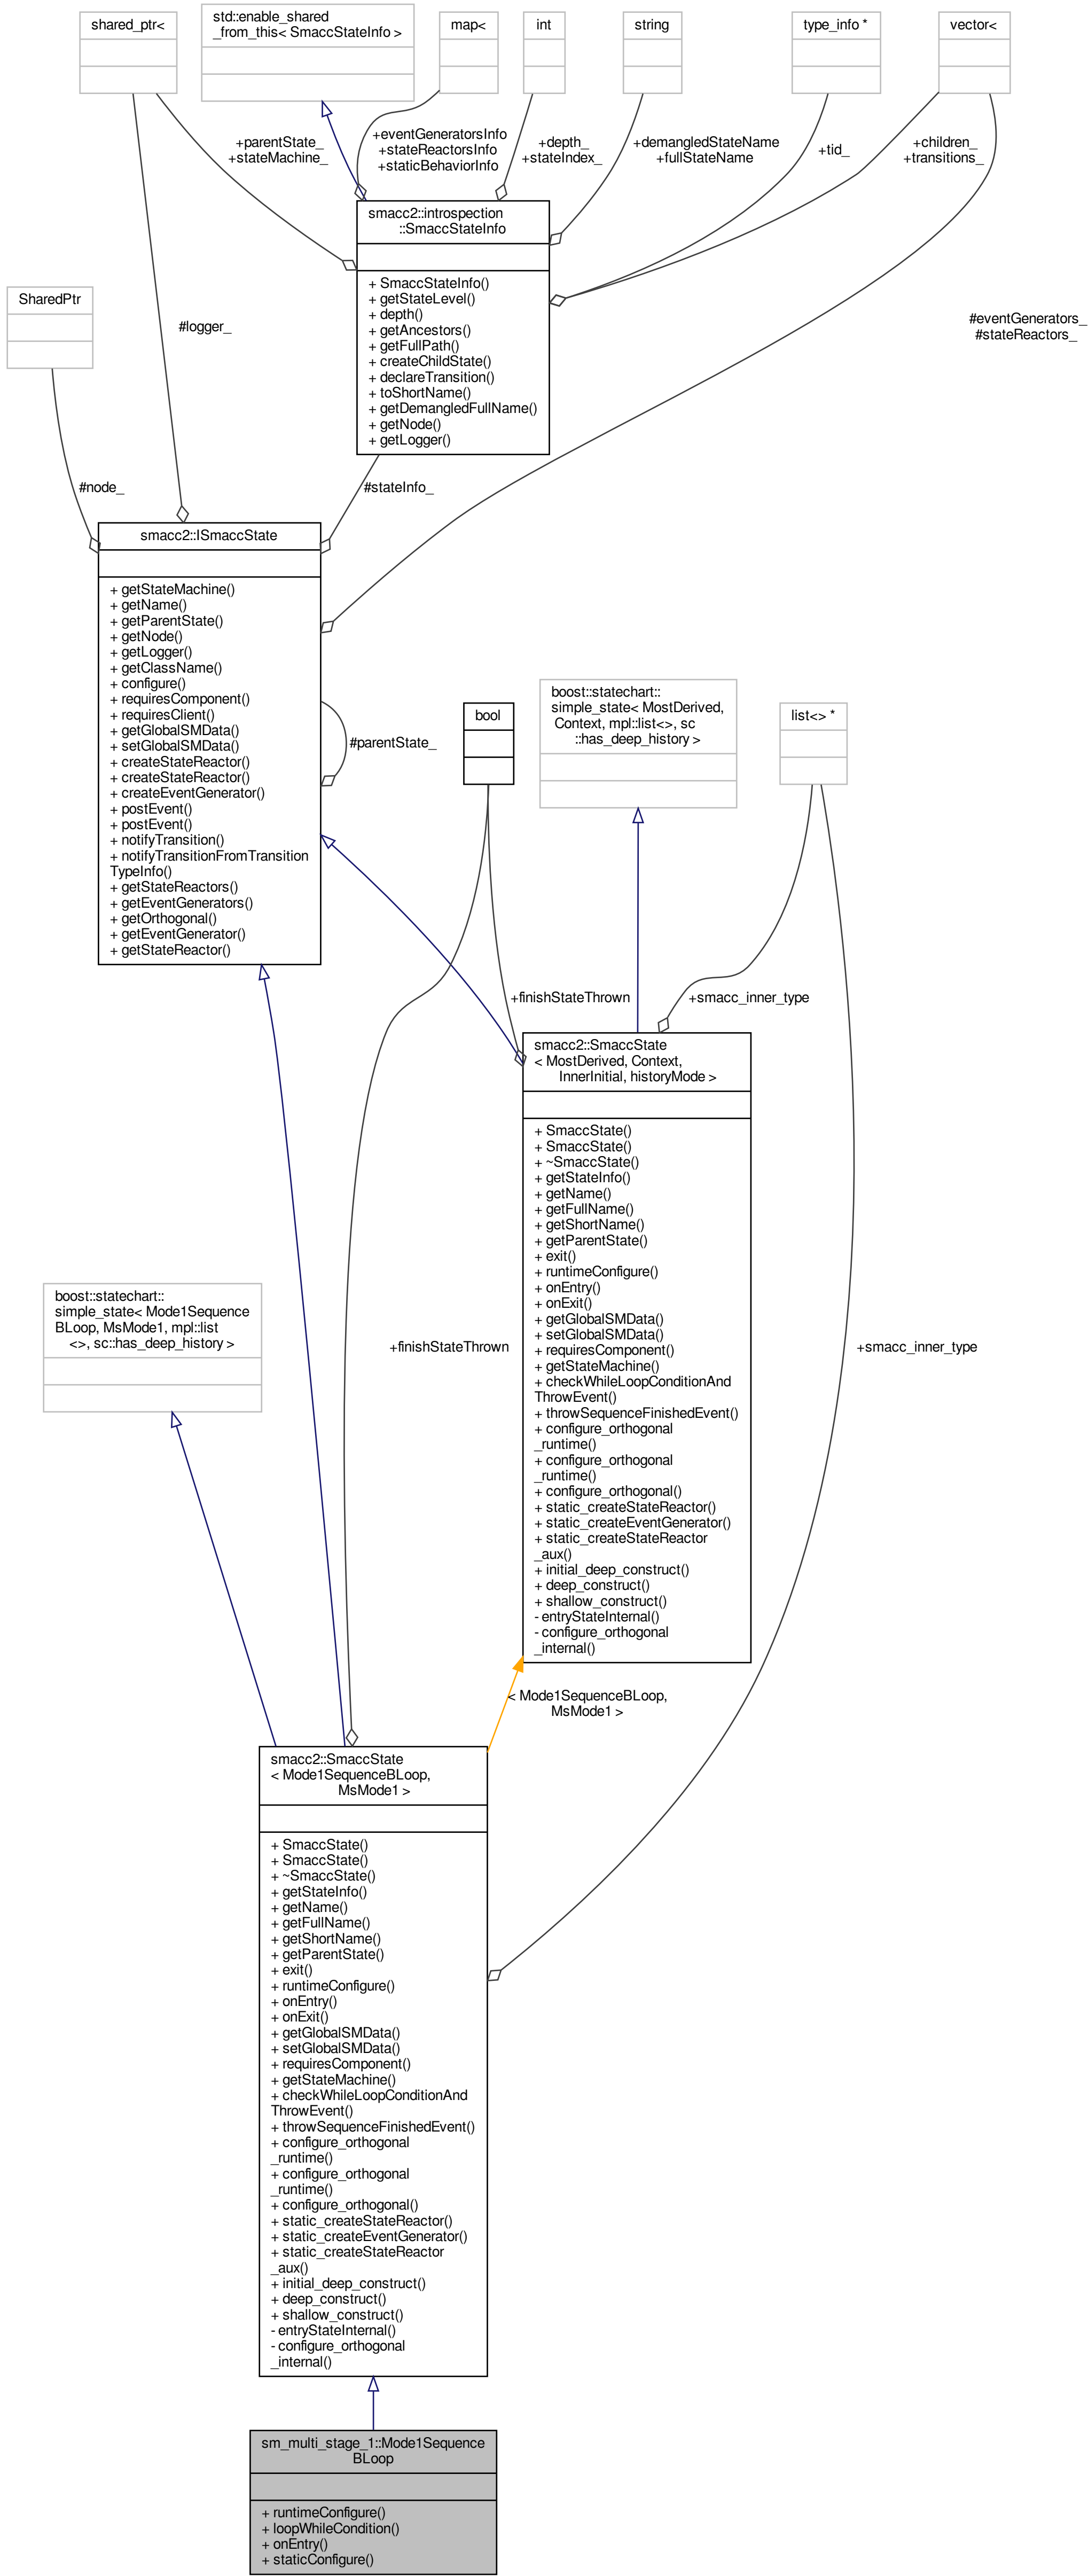 shared_ptr<
std::enable_shared
_from_this< SmaccStateInfo >
map<
int
string
type_info *
vector<
+parentState_
+stateMachine_
+eventGeneratorsInfo
+stateReactorsInfo
+staticBehaviorInfo
+depth_
+stateIndex_
+demangledStateName
+fullStateName
+tid_
+children_
+transitions_
smacc2::introspection
::SmaccStateInfo
+ SmaccStateInfo()
+ getStateLevel()
+ depth()
+ getAncestors()
+ getFullPath()
+ createChildState()
+ declareTransition()
+ toShortName()
+ getDemangledFullName()
+ getNode()
+ getLogger()
SharedPtr
#logger_
#eventGenerators_
#stateReactors_
#node_
#stateInfo_
smacc2::ISmaccState
+ getStateMachine()
+ getName()
+ getParentState()
+ getNode()
+ getLogger()
+ getClassName()
+ configure()
+ requiresComponent()
+ requiresClient()
+ getGlobalSMData()
+ setGlobalSMData()
+ createStateReactor()
+ createStateReactor()
+ createEventGenerator()
+ postEvent()
+ postEvent()
+ notifyTransition()
+ notifyTransitionFromTransition
TypeInfo()
+ getStateReactors()
+ getEventGenerators()
+ getOrthogonal()
+ getEventGenerator()
+ getStateReactor()
#parentState_
bool
boost::statechart::
simple_state< MostDerived,
Context, mpl::list<>, sc
::has_deep_history >
list<> *
+finishStateThrown
+smacc_inner_type
smacc2::SmaccState
< MostDerived, Context,
InnerInitial, historyMode >
+ SmaccState()
+ SmaccState()
+ ~SmaccState()
+ getStateInfo()
+ getName()
+ getFullName()
+ getShortName()
+ getParentState()
+ exit()
+ runtimeConfigure()
+ onEntry()
+ onExit()
+ getGlobalSMData()
+ setGlobalSMData()
+ requiresComponent()
+ getStateMachine()
+ checkWhileLoopConditionAnd
ThrowEvent()
+ throwSequenceFinishedEvent()
+ configure_orthogonal
_runtime()
+ configure_orthogonal
_runtime()
+ configure_orthogonal()
+ static_createStateReactor()
+ static_createEventGenerator()
+ static_createStateReactor
_aux()
+ initial_deep_construct()
+ deep_construct()
+ shallow_construct()
- entryStateInternal()
- configure_orthogonal
_internal()
boost::statechart::
simple_state< Mode1Sequence
BLoop, MsMode1, mpl::list
<>, sc::has_deep_history >
+finishStateThrown
+smacc_inner_type
< Mode1SequenceBLoop,
MsMode1 >
smacc2::SmaccState
< Mode1SequenceBLoop,
MsMode1 >
+ SmaccState()
+ SmaccState()
+ ~SmaccState()
+ getStateInfo()
+ getName()
+ getFullName()
+ getShortName()
+ getParentState()
+ exit()
+ runtimeConfigure()
+ onEntry()
+ onExit()
+ getGlobalSMData()
+ setGlobalSMData()
+ requiresComponent()
+ getStateMachine()
+ checkWhileLoopConditionAnd
ThrowEvent()
+ throwSequenceFinishedEvent()
+ configure_orthogonal
_runtime()
+ configure_orthogonal
_runtime()
+ configure_orthogonal()
+ static_createStateReactor()
+ static_createEventGenerator()
+ static_createStateReactor
_aux()
+ initial_deep_construct()
+ deep_construct()
+ shallow_construct()
- entryStateInternal()
- configure_orthogonal
_internal()
sm_multi_stage_1::Mode1Sequence
BLoop
+ runtimeConfigure()
+ loopWhileCondition()
+ onEntry()
+ staticConfigure()